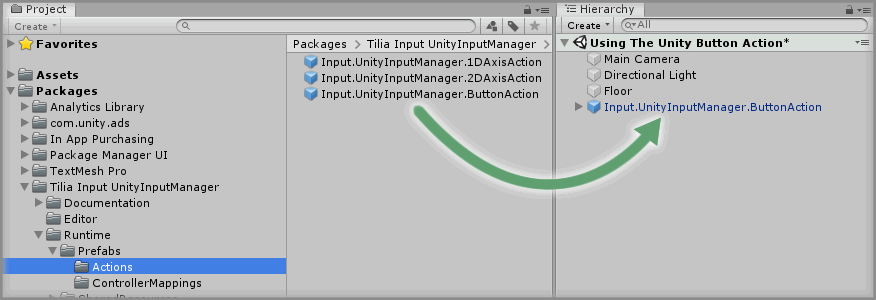 Project
Create
Favorites
Assets
Packages
Analytics Library
com.unity.ads
In App Purchasing
Package Manager UI
TextMesh Pro
Tilia Input UnityInputManager
Documentation
Editor
Runtime
Prefabs
Actions
ControllerMappings
SharedResources
Packages > Tilia Input UnityInputManager >
Input.UnityInputManager.1DAxisAction
Input.UnityInputManager.2DAxisAction
Input.UnityInputManager.ButtonAction
Hierarchy
Create All
Using The Unity Button Action*
Main Camera
Directional Light
Floor
Input.UnityInputManager.ButtonAction